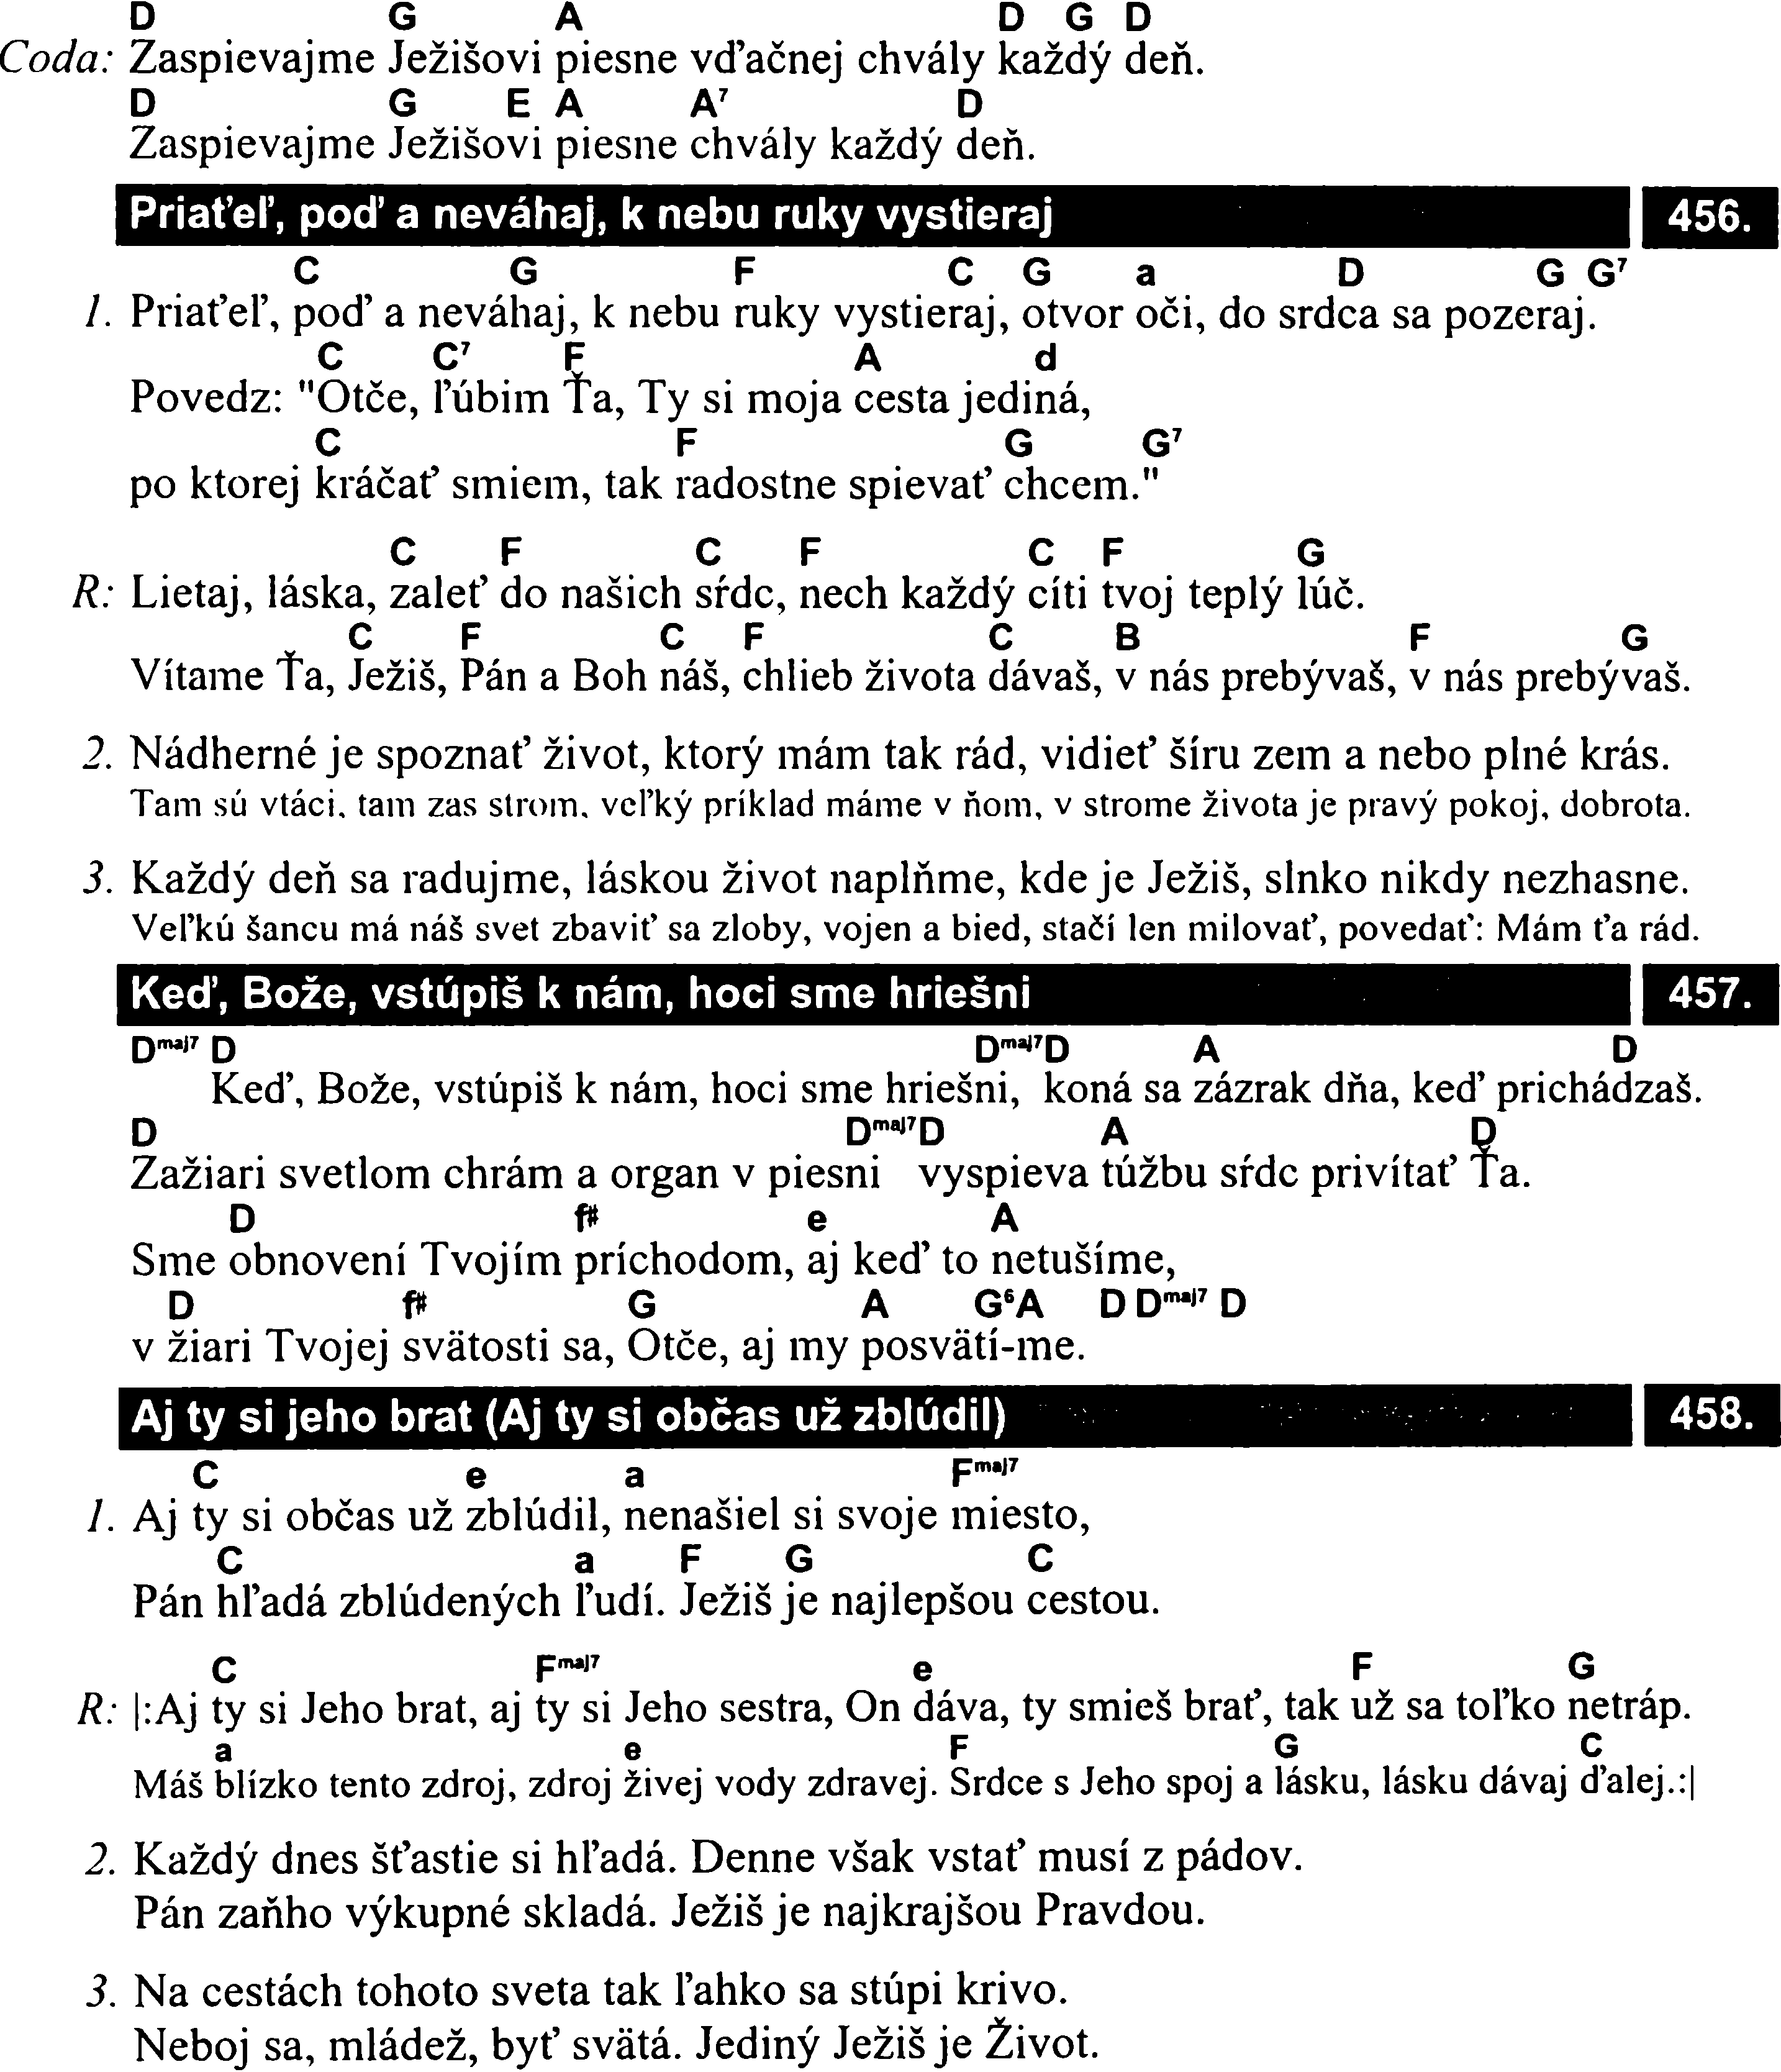 D G A D G D
Coda: Zaspievajme Ježišovi piesne vďačnej chvály každý deň.
D G E A A7 D
Zaspievajme Ježišovi piesne chvály každý deň.
Priateľ, poď a neváhaj, k nebu ruky vystieraj 456.
C G F C G a D G G7
1. Priateľ, poď a neváhaj, k nebu ruky vystieraj, otvor oči, do srdca sa pozeraj.
C C7 F A d
Povedz: "Otče, ľúbim Ťa, Ty si moja cesta jediná,
C F G G7
po ktorej kráčať smiem, tak radostne spievať chcem."
C F C F C F G
R: Lietaj, láska, zaleť do našich sŕdc, nech každý cíti tvoj teplý lúč.
C F C F C B F G
Vítame Ťa, Ježiš, Pán a Boh náš, chlieb života dávaš, v nás prebývaš, v nás prebývaš.
2. Nádherné je spoznať život, ktorý mám tak rád, vidieť šíru zem a nebo plné krás.
Tam sú vtáci, tam zas strom, veľký príklad máme v ňom, v strome života je pravý pokoj, dobrota.
3. Každý deň sa radujme, láskou život naplňme, kde je Ježiš, slnko nikdy nezhasne.
Veľkú šancu má náš svet zbaviť sa zloby, vojen a bied, stačí len milovať, povedať: Mám ťa rád.
Keď, Bože, vstúpiš k nám, hoci sme hriešni 457.
Dmaj7 D Dmaj7 D A D
Keď, Bože, vstúpiš k nám, hoci sme hriešni, koná sa zázrak dňa, keď prichádzaš.
D Dmaj7 D A D
Zažiari svetlom chrám a organ v piesni vyspieva túžbu sŕdc privítať Ťa.
D f# e A
Sme obnovení Tvojím príchodom, aj keď to netušíme,
D f# G A G6 A D Dmaj7 D
v žiari Tvojej svätosti sa, Otče, aj my posvätí-me.
Aj ty si jeho brat (Aj ty si občas už zblúdil) 458.
C e a Fmaj7
1. Aj ty si občas už zblúdil, nenašiel si svoje miesto,
C a F G C
Pán hľadá zblúdených ľudí. Ježiš je najlepšou cestou.
C Fmaj7 e F G
R: |:Aj ty si Jeho brat, aj ty si Jeho sestra, On dáva, ty smieš brať, tak už sa toľko netráp.
a e F G C
Máš blízko tento zdroj, zdroj živej vody zdravej. Srdce s Jeho spoj a lásku, lásku dávaj ďalej.:|
2. Každý dnes šťastie si hľadá. Denne však vstať musí z pádov.
Pán zaňho výkupné skladá. Ježiš je najkrajšou Pravdou.
3. Na cestách tohoto sveta tak ľahko sa stúpi krivo.
Neboj sa, mládež, byť svätá. Jediný Ježiš je Život.